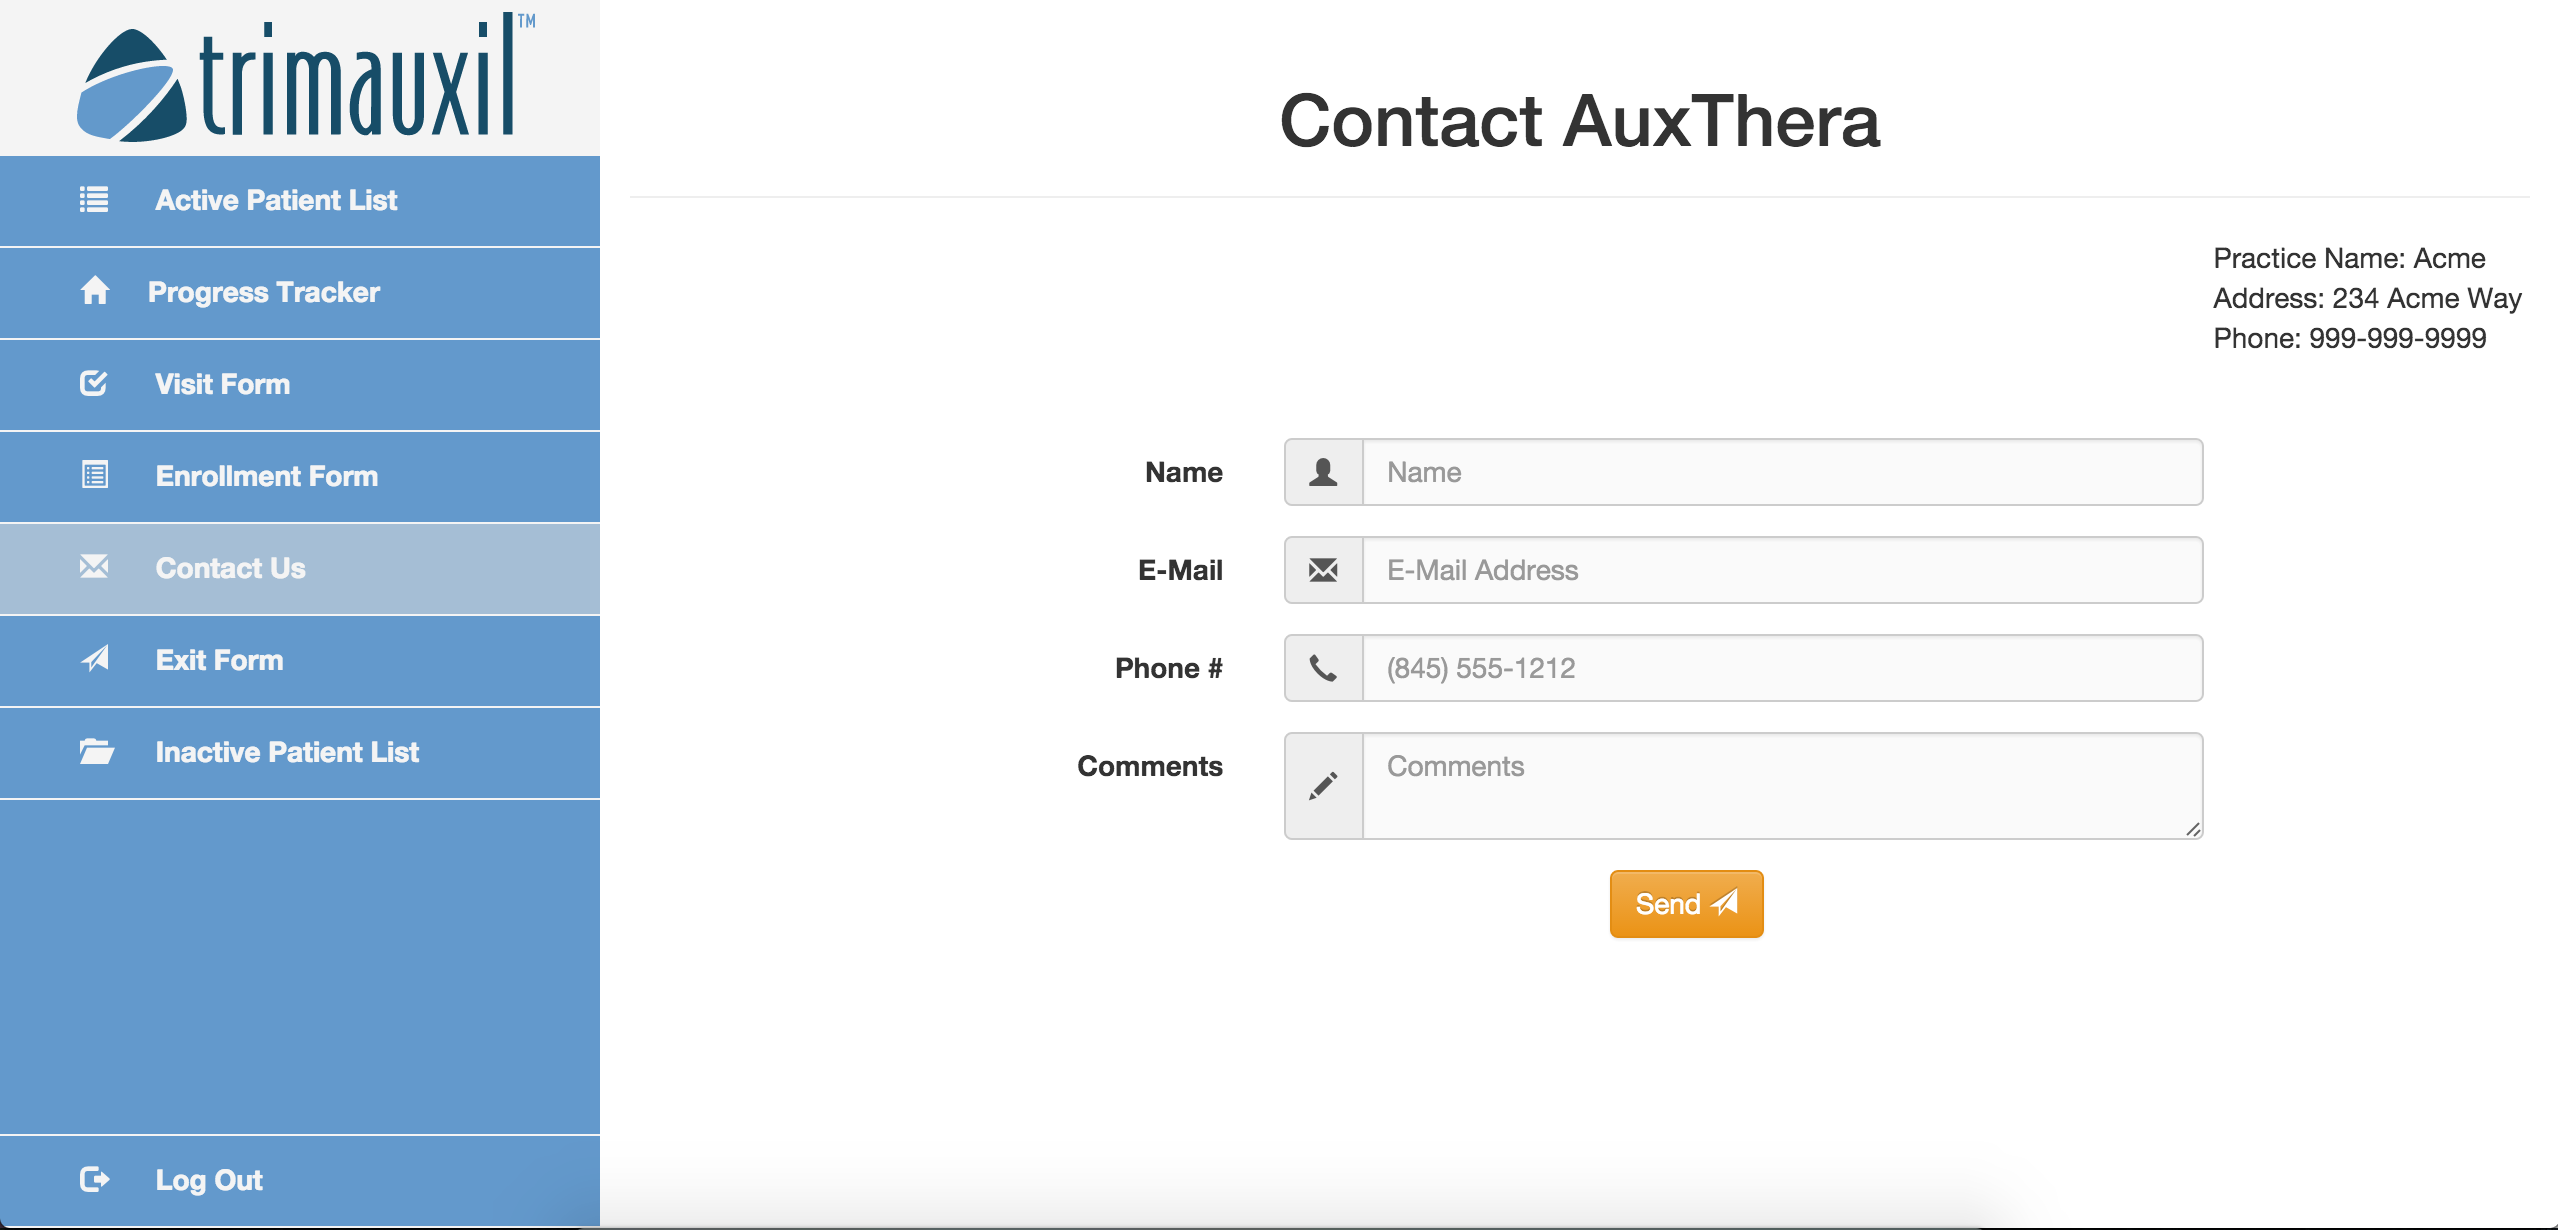 trimauxil™
Active Patient List
Progress Tracker
Visit Form
Enrollment Form
Contact Us
Exit Form
Inactive Patient List
Log Out
Contact AuxThera
Practice Name: Acme
Address: 234 Acme Way
Phone: 999-999-9999
Name Name
E-Mail E-Mail Address
Phone # (845) 555-1212
Comments Comments
Send